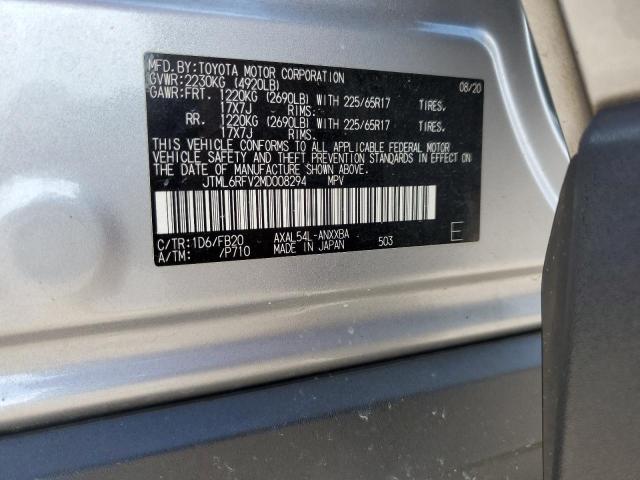 MFD.BY:TOYOTA MOTOR CORPORATION 08/20
GVWR:2230KG (4920LB)
GAWR:FRT. 1220KG (2690LB) WITH 225/65R17 TIRES.
17X7J RIMS.
RR. 1220KG (2690LB) WITH 225/65R17 TIRES.
17X7J RIMS.
THIS VEHICLE CONFORMS TO ALL APPLICABLE FEDERAL MOTOR
VEHICLE SAFETY AND THEFT PREVENTION STANDARDS IN EFFECT ON
THE DATE OF MANUFACTURE SHOWN ABOVE.
JTML6RFV2MD008294 MPV
C/TR:1D6/FB20 AXAL54L-ANXXBA
A/TM: /P710 MADE IN JAPAN 503 E